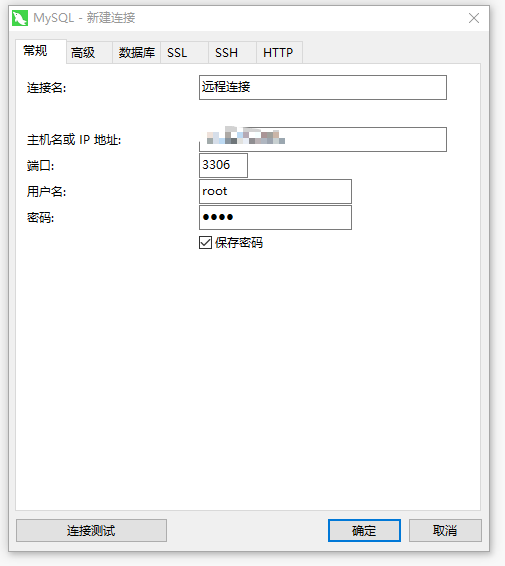 MySQL - 新建连接
常规 高级 数据库 SSL SSH HTTP
连接名: 远程连接
主机名或 IP 地址:
端口: 3306
用户名: root
密码: ●●●●
保存密码
连接测试 确定 取消